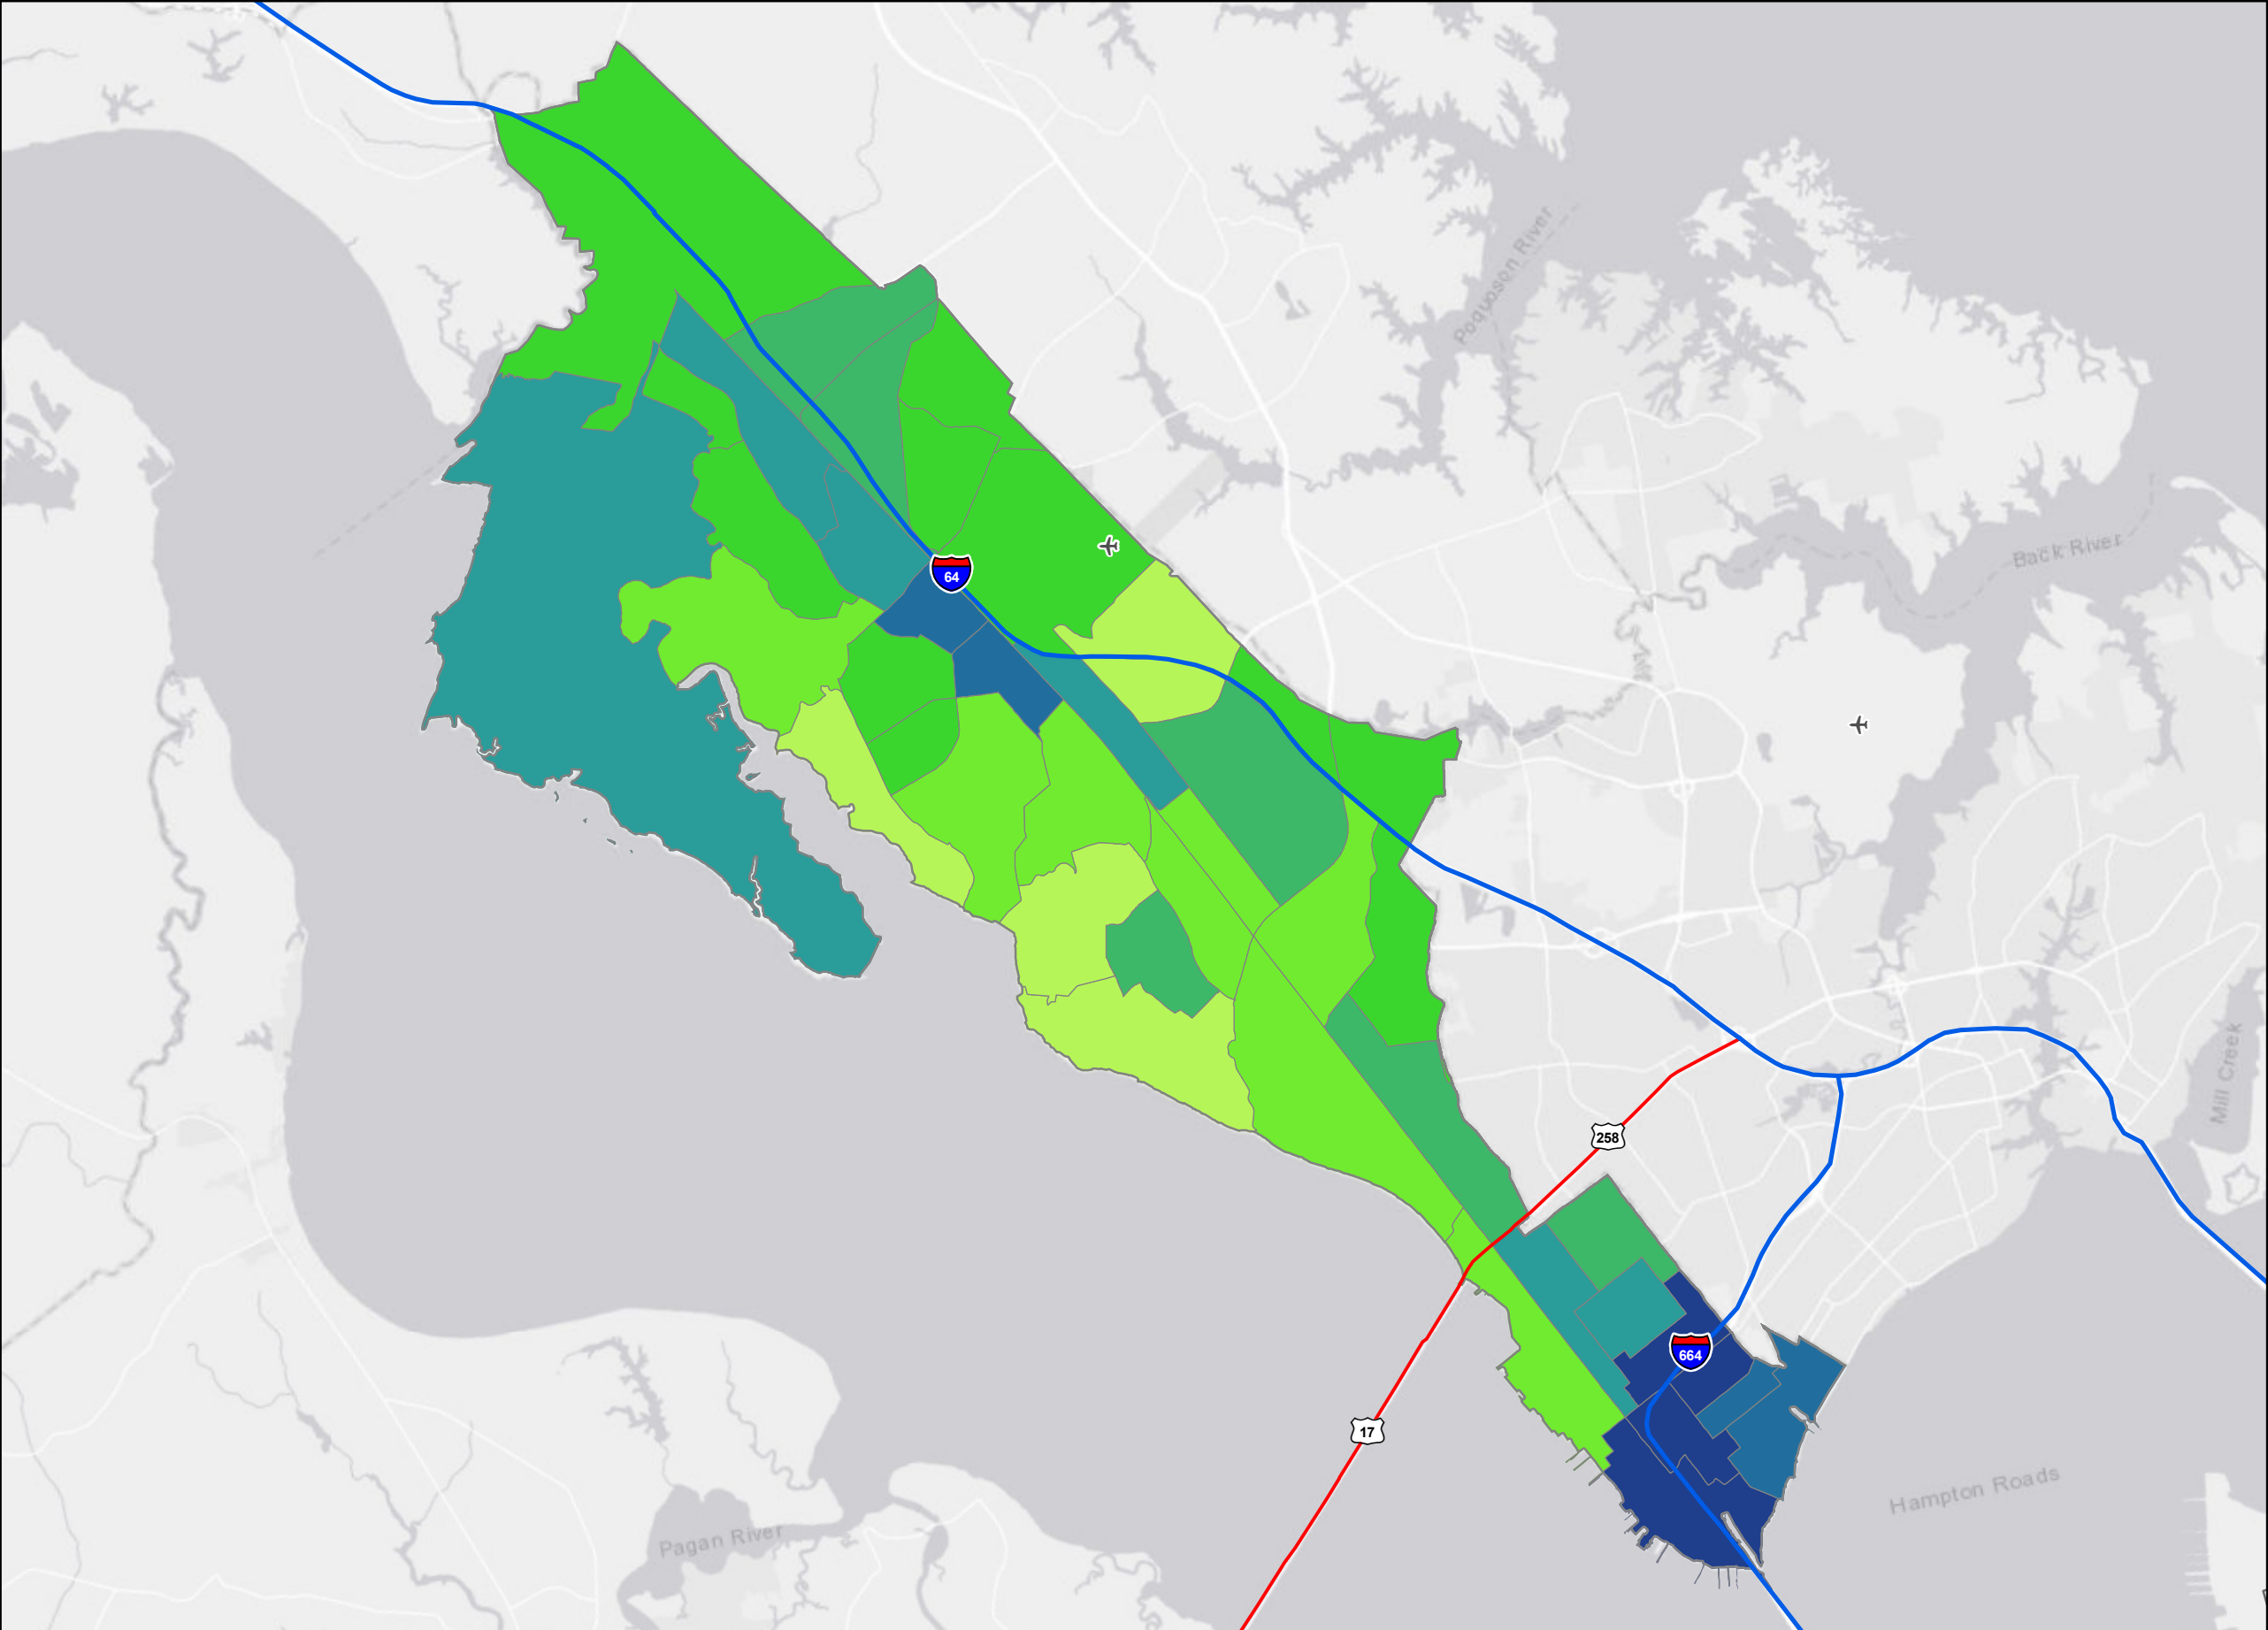 Poquoson River
Back River
64
Mill Creek
258
664
17
Hampton Roads
Pagan River